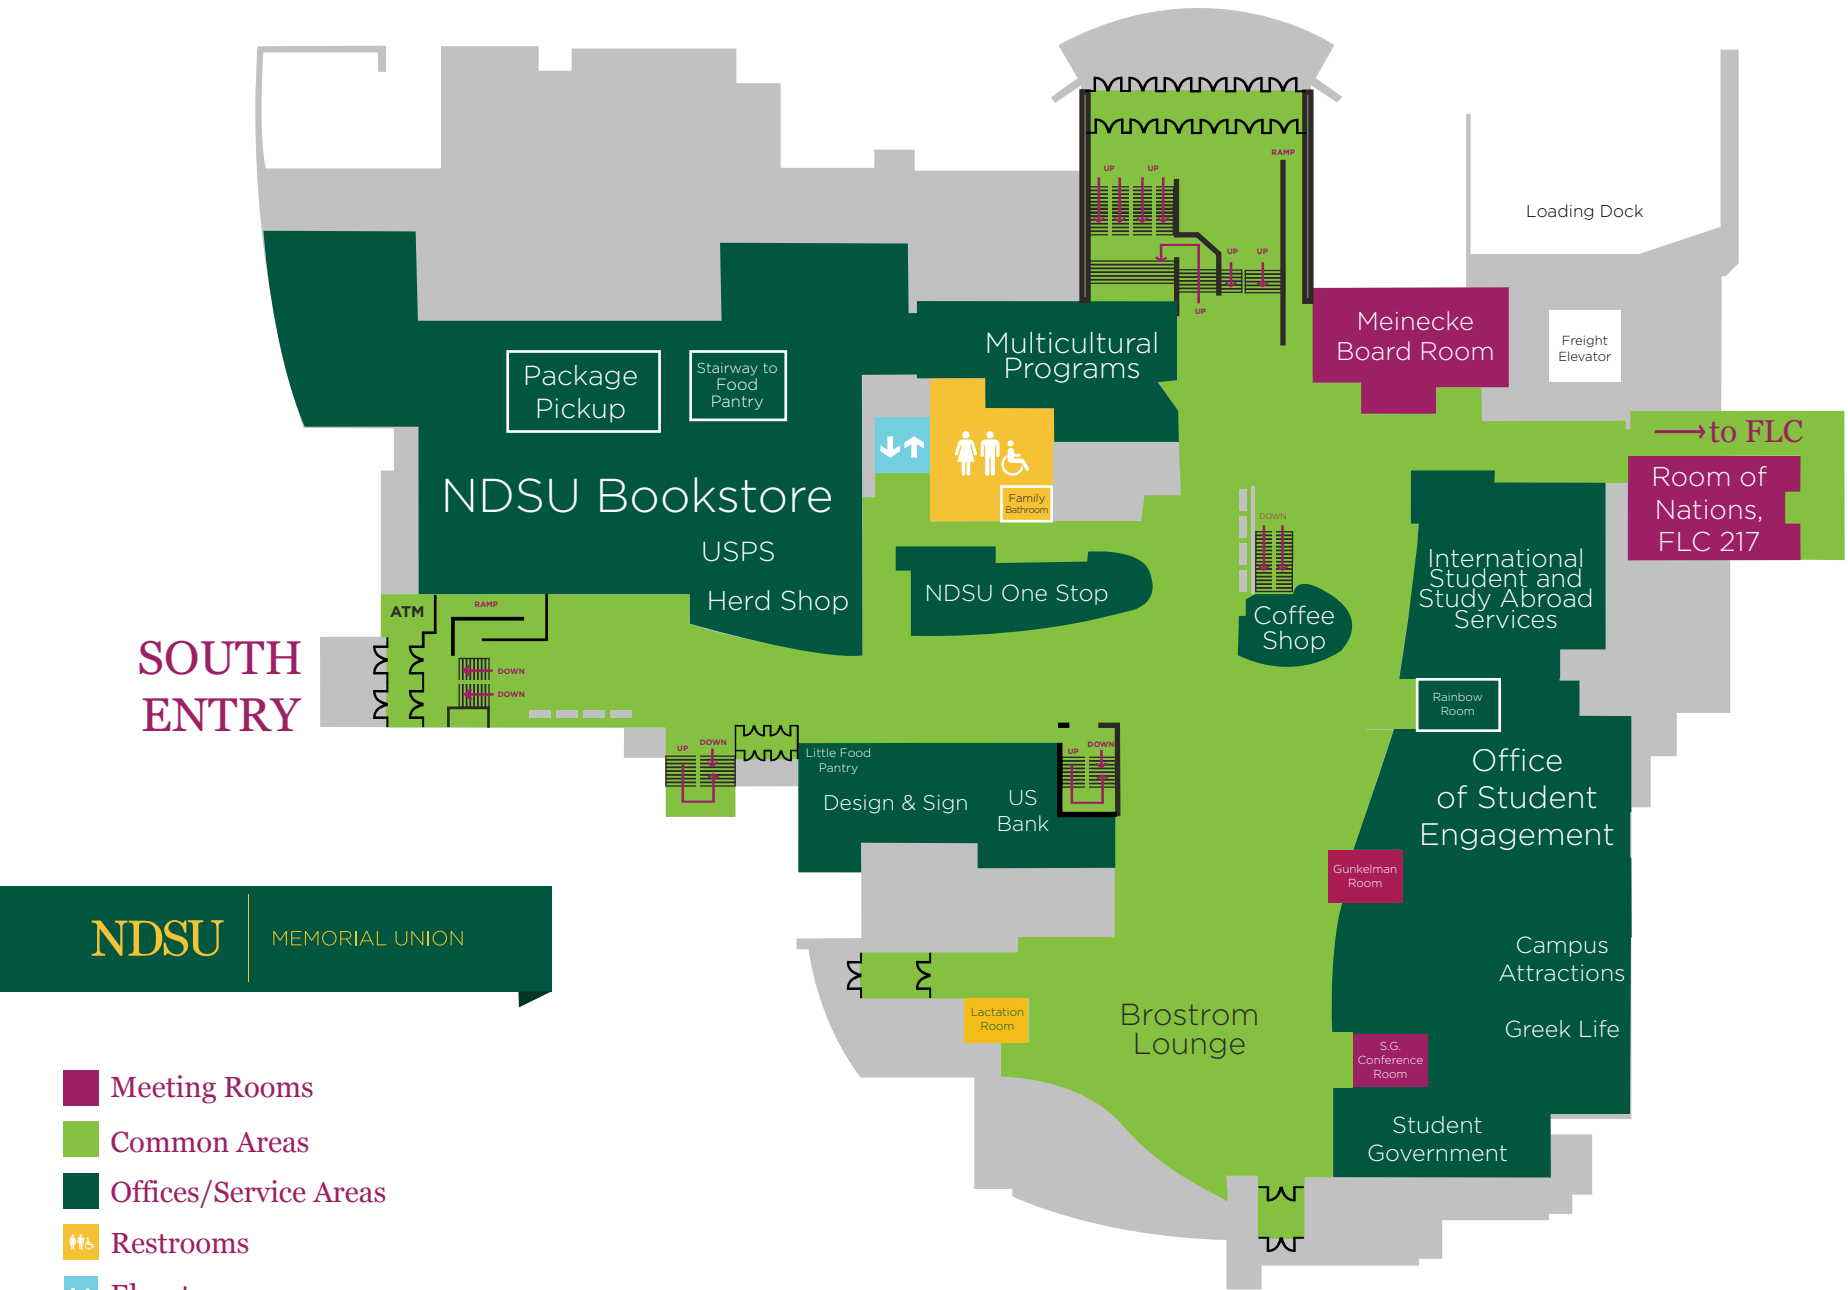 RAMP
UP
UP
Loading Dock
UP
UP
UP
Meinecke
Board Room
Freight
Elevator
Multicultural
Programs
Package
Pickup
Stairway to
Food
Pantry
to FLC
Room of
Nations,
FLC 217
NDSU Bookstore
Family
Bathroom
DOWN
USPS
Herd Shop
NDSU One Stop
Coffee
Shop
International
Student and
Study Abroad
Services
ATM
RAMP
SOUTH
ENTRY
DOWN
DOWN
Rainbow
Room
UP
DOWN
Little Food
Pantry
Design & Sign
US
Bank
UP
DOWN
Office
of Student
Engagement
Gunkelman
Room
NDSU
MEMORIAL UNION
Campus
Attractions
Greek Life
Lactation
Room
Brostrom
Lounge
S.G.
Conference
Room
Student
Government
Meeting Rooms
Common Areas
Offices/Service Areas
Restrooms